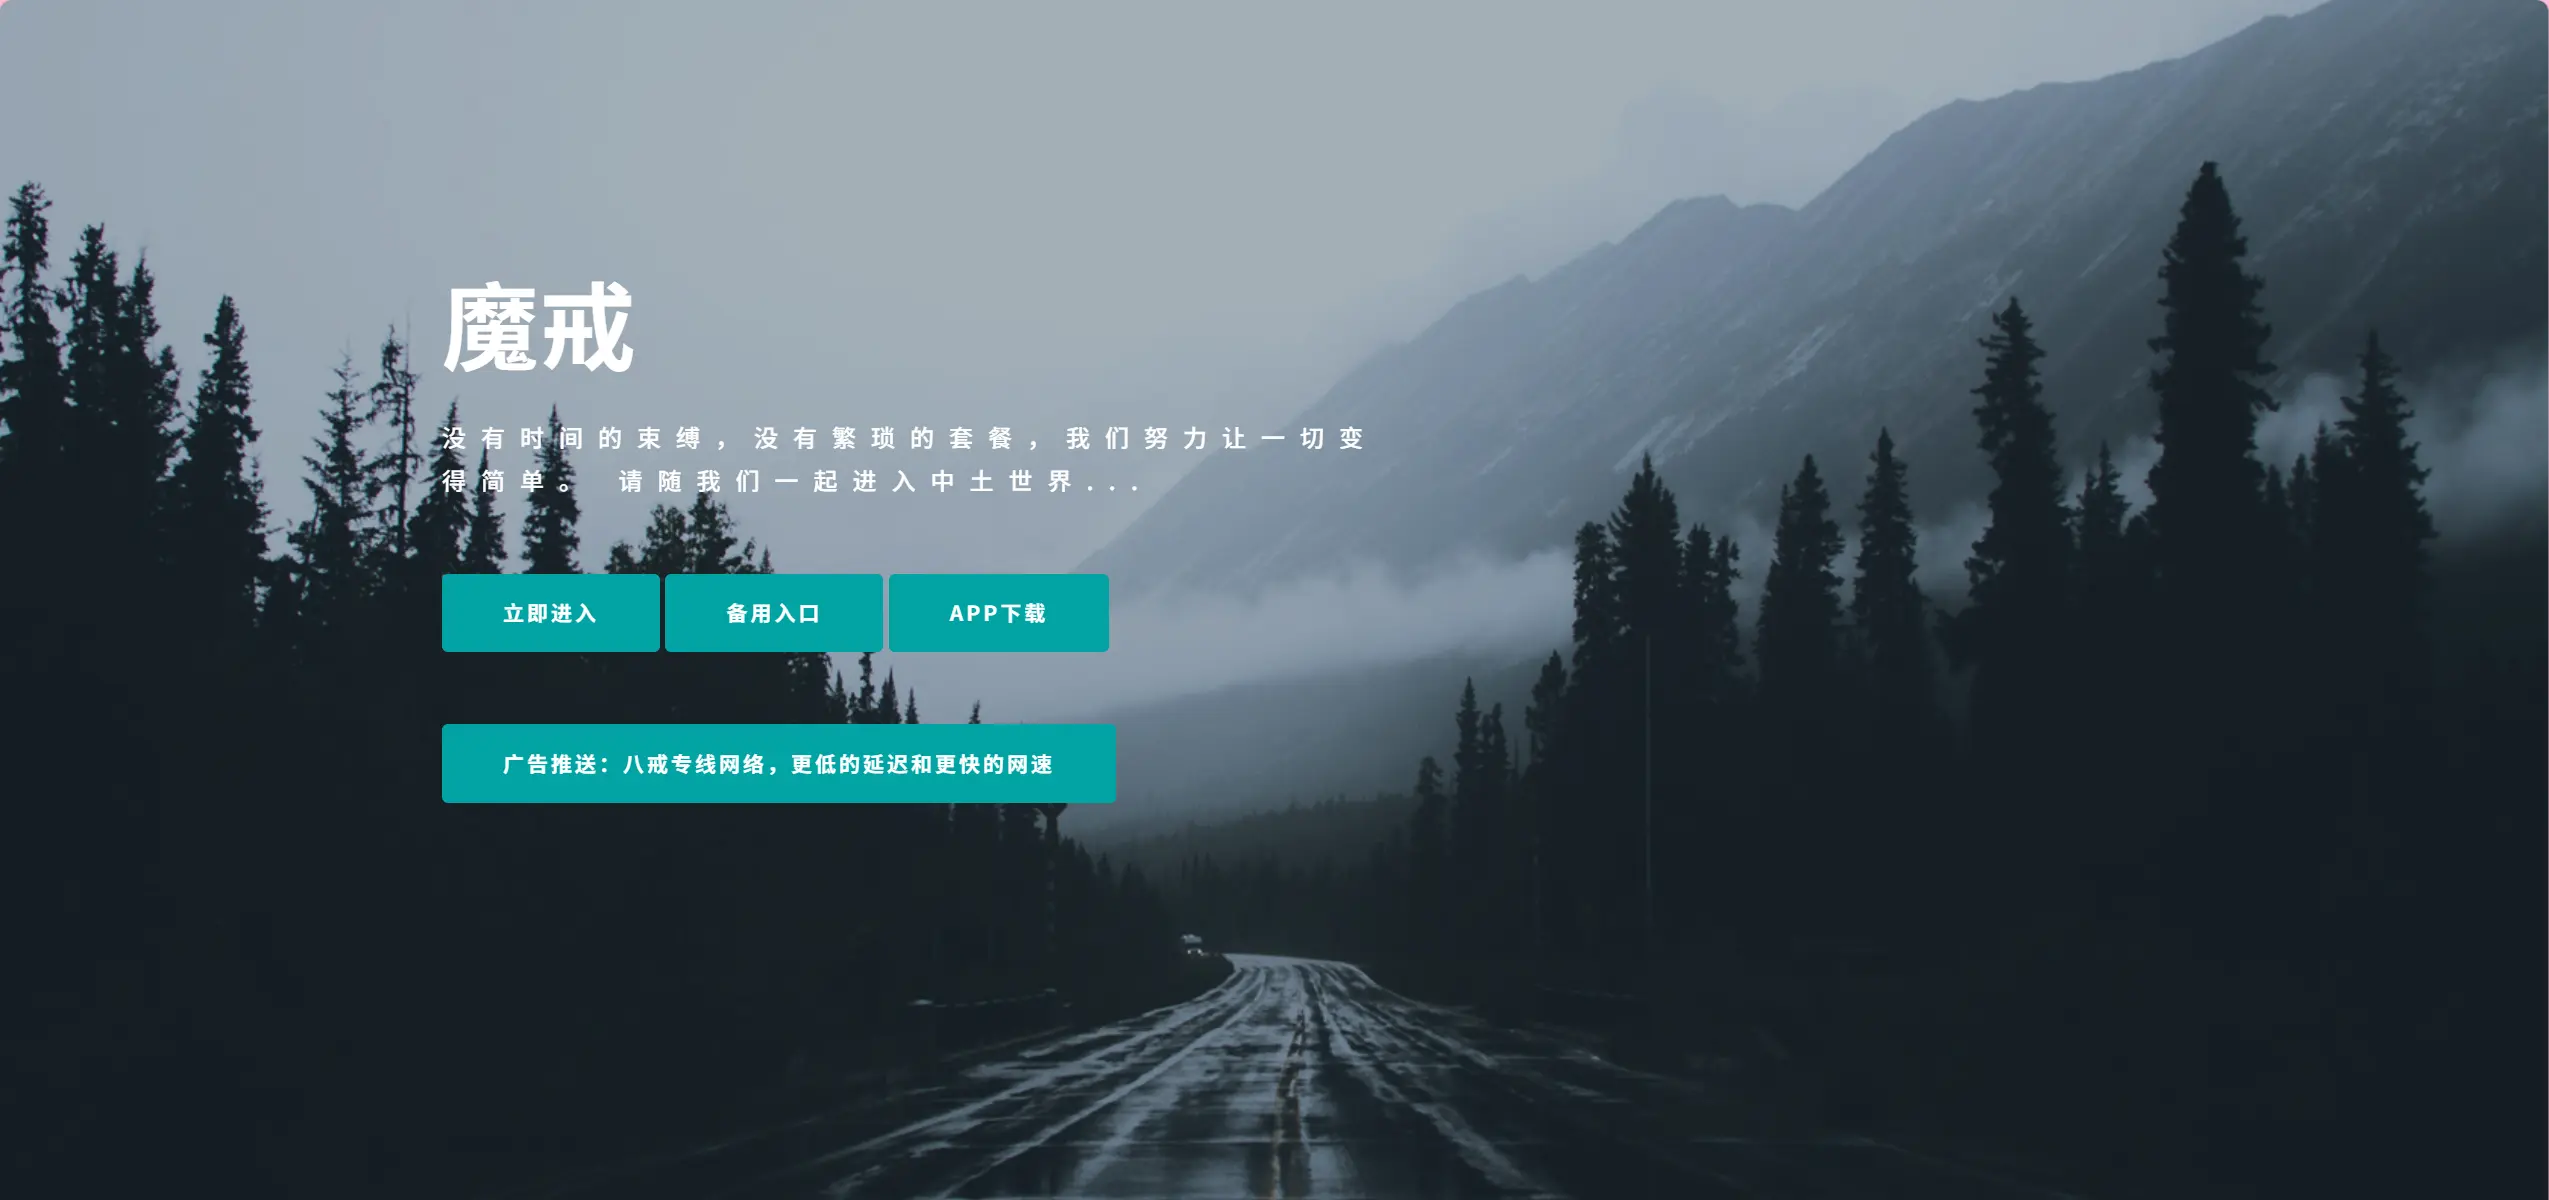 魔戒
没有时间的束缚，没有繁琐的套餐，我们努力让一切变
得简单。 请随我们一起进入中土世界...
立即进入
备用入口
APP下载
广告推送：八戒专线网络，更低的延迟和更快的网速